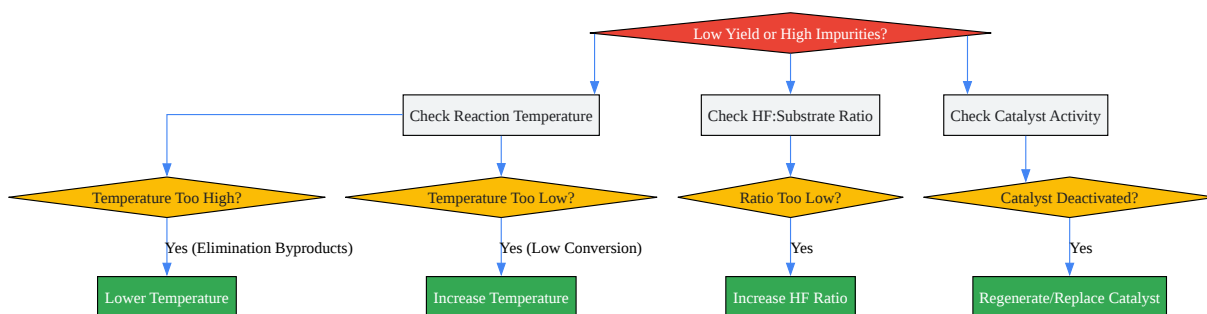 Low Yield or High Impurities?
Check Reaction Temperature
Check HF:Substrate Ratio
Check Catalyst Activity
Temperature Too High?
Temperature Too Low?
Ratio Too Low?
Catalyst Deactivated?
Yes (Elimination Byproducts)
Yes (Low Conversion)
Yes
Yes
Lower Temperature
Increase Temperature
Increase HF Ratio
Regenerate/Replace Catalyst